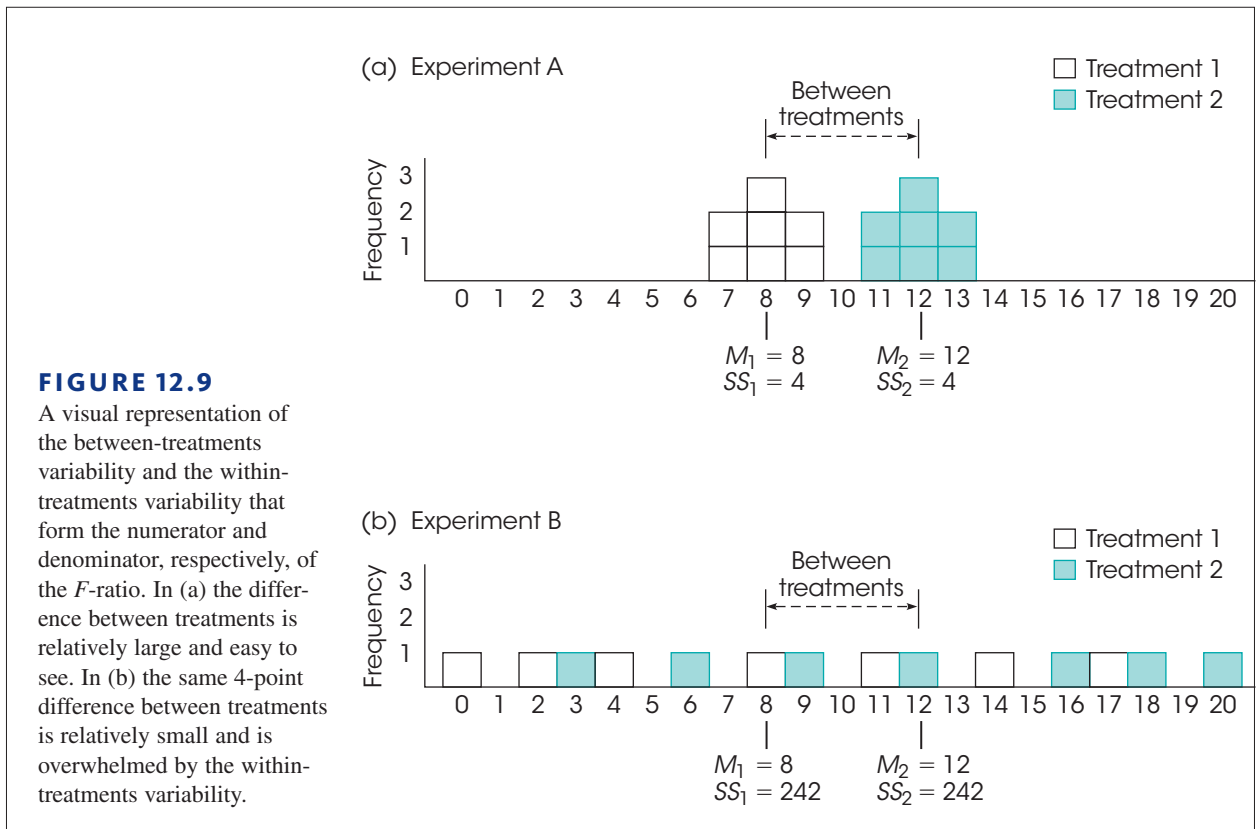 (a) Experiment A
Treatment 1
Treatment 2
Between
treatments
Frequency
3
2
1
0 1 2 3 4 5 6 7 8 9 10 11 12 13 14 15 16 17 18 19 20
M1 = 8 M2 = 12
SS1 = 4 SS2 = 4
FIGURE 12.9
A visual representation of
the between-treatments
variability and the within-
treatments variability that
form the numerator and
denominator, respectively, of
the F-ratio. In (a) the differ-
ence between treatments is
relatively large and easy to
see. In (b) the same 4-point
difference between treatments
is relatively small and is
overwhelmed by the within-
treatments variability.
(b) Experiment B
Treatment 1
Treatment 2
Between
treatments
Frequency
3
2
1
0 1 2 3 4 5 6 7 8 9 10 11 12 13 14 15 16 17 18 19 20
M1 = 8 M2 = 12
SS1 = 242 SS2 = 242